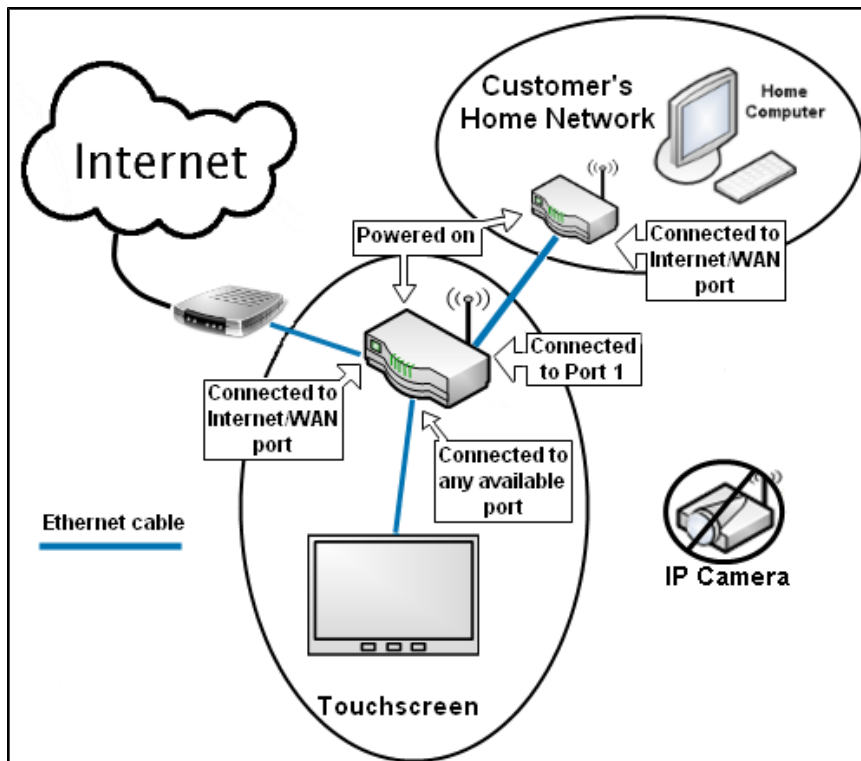 Internet
Customer's
Home Network
Home
Computer
Powered on
Connected to
Internet/WAN
port
Connected
to Port 1
Connected to
Internet/WAN
port
Connected to
any available
port
Ethernet cable
IP Camera
Touchscreen